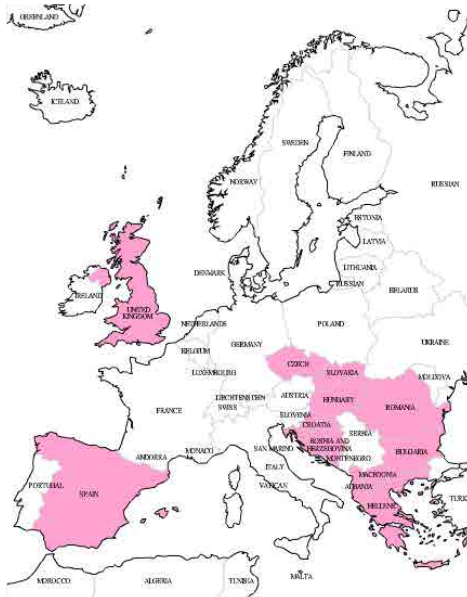 GREENLAND
ICELAND
SWEDEN
FINLAND
NORWAY
RUSSIAN
ESTONIA
LATVIA
DENMARK
LITHUANIA
RUSSIAN
BELARUS
IRELAND
UNITED
KINGDOM
NETHERLANDS
POLAND
BELGIUM
GERMANY
UKRAINE
LUXEMBOURG
CZECH
SLOVAKIA
MOLDOVA
LIECHTENSTEIN
SWISS
AUSTRIA
HUNGARY
ROMANIA
FRANCE
SLOVENIA
CROATIA
SERBIA
BOSNIA AND
HERZEGOVINA
ANDORRA
MONACO
SAN MARINO
MONTENEGRO
BULGARIA
ITALY
MACEDONIA
PORTUGAL
SPAIN
VATICAN
ALBANIA
TURK
HELLENIC
MALTA
MOROCCO
ALGERIA
TUNISIA